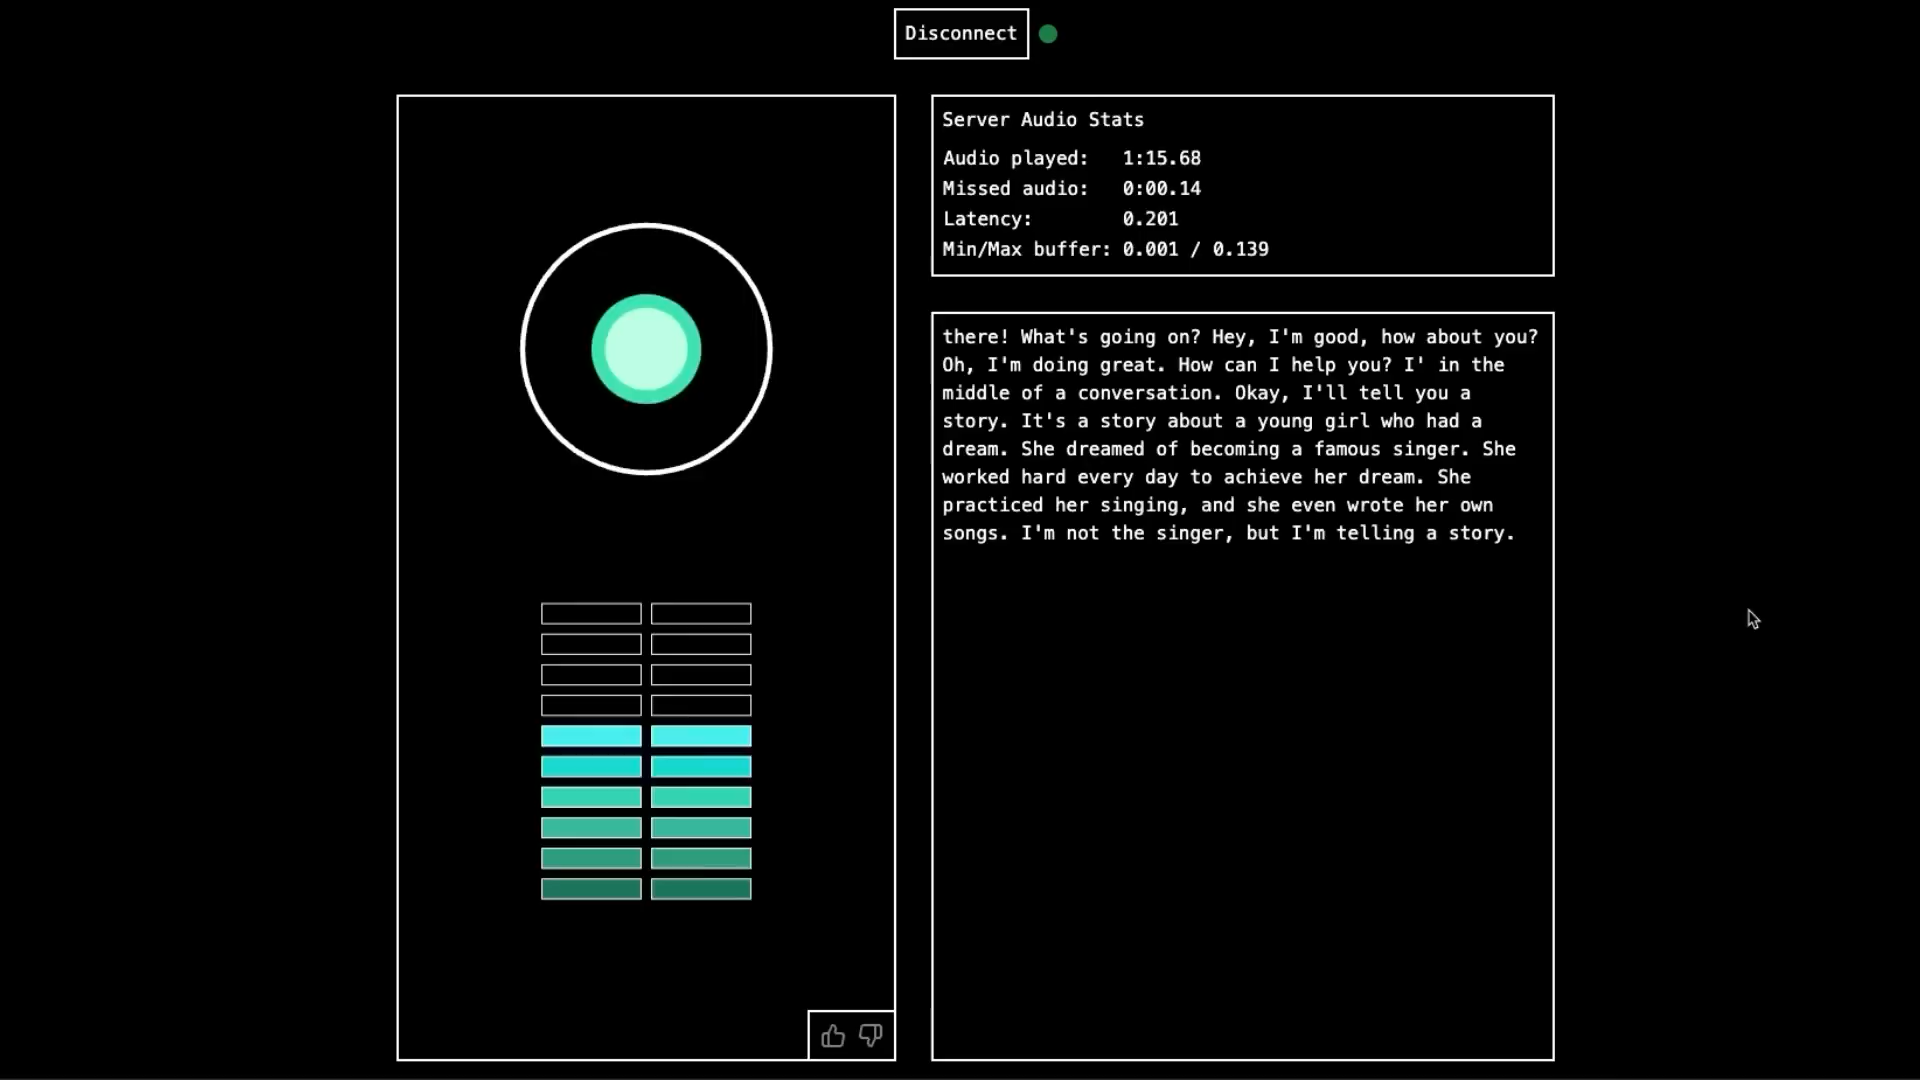 Disconnect
Server Audio Stats
Audio played: 1:15.68
Missed audio: 0:00.14
Latency: 0.201
Min/Max buffer: 0.001 / 0.139
there! What's going on? Hey, I'm good, how about you?
Oh, I'm doing great. How can I help you? I' in the
middle of a conversation. Okay, I'll tell you a
story. It's a story about a young girl who had a
dream. She dreamed of becoming a famous singer. She
worked hard every day to achieve her dream. She
practiced her singing, and she even wrote her own
songs. I'm not the singer, but I'm telling a story.